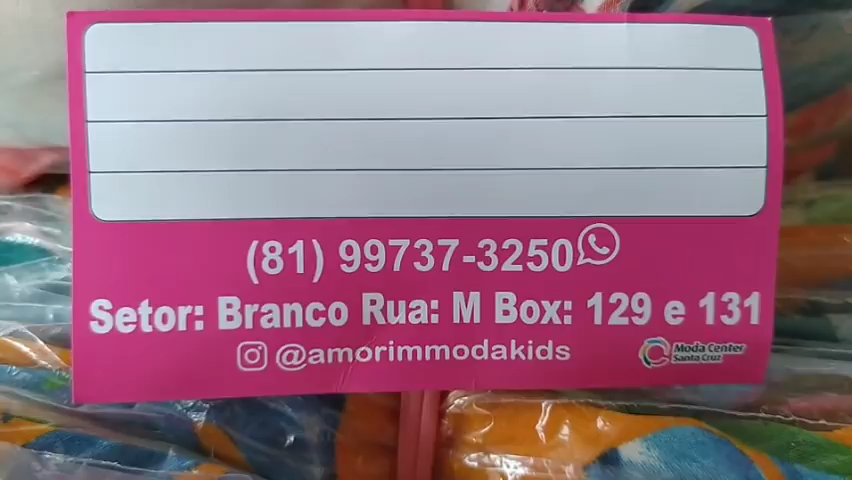 (81) 99737-3250
Setor: Branco Rua: M Box: 129 e 131
@amorimmodakids
Moda Center
Santa Cruz